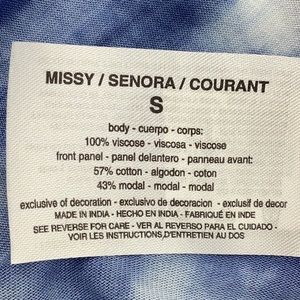 MISSY / SENORA / COURANT
S
body - cuerpo - corps:
100% viscose - viscosa - viscose
front panel - panel delantero - panneau avant:
57% cotton - algodon - coton
43% modal - modal - modal
exclusive of decoration - exclusivo de decoracion - exclusif de decor
MADE IN INDIA - HECHO EN INDIA - FABRIQUÉ EN INDE
SEE REVERSE FOR CARE - VER AL REVERSO PARA EL CUIDADO -
VOIR LES INSTRUCTIONS,D'ENTRETIEN AU DOS